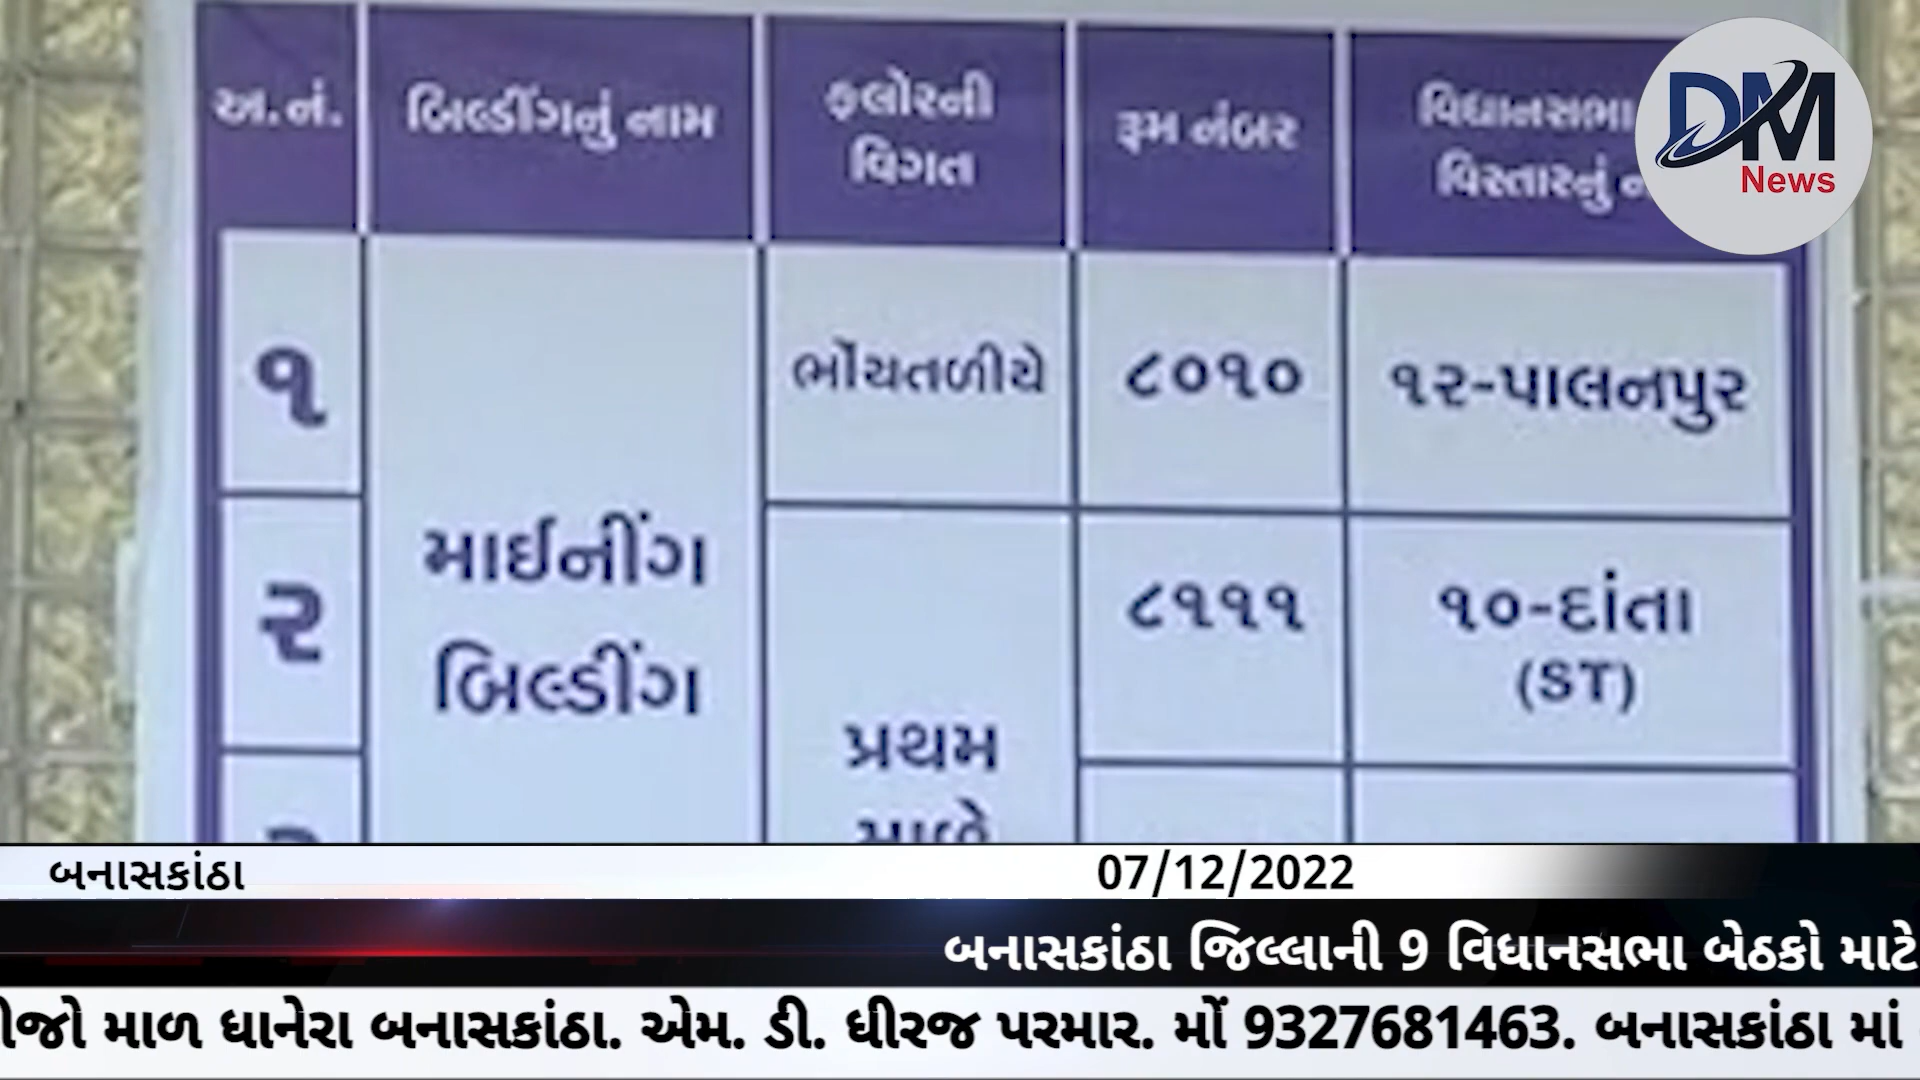 અ.નં.
બિલ્ડીંગનું નામ
ફ્લોરની
વિગત
રૂમ નંબર
વિધાનસભા
વિસ્તારનું
DM
News
૧
માઈનીંગ
બિલ્ડીંગ
ભોંયતળીયે
૮૦૧૦
૧૨-પાલનપુર
૨
પ્રથમ
માળે
૮૧૧૧
૧૦-દાંતા
(ST)
બનાસકાંઠા
07/12/2022
બનાસકાંઠા જિલ્લાની 9 વિધાનસભા બેઠકો માટે
માળ ધાનેરા બનાસકાંઠા. એમ. ડી. ધીરજ પરમાર. મોં 9327681463. બનાસકાંઠા માં